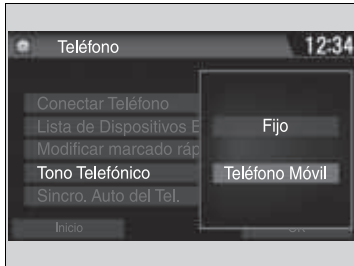 Teléfono
12:34
Conectar Teléfono
Lista de Dispositivos
Modificar marcado
Tono Telefónico
Sincro. Auto del Tel.
Inicio
Fijo
Teléfono Móvil